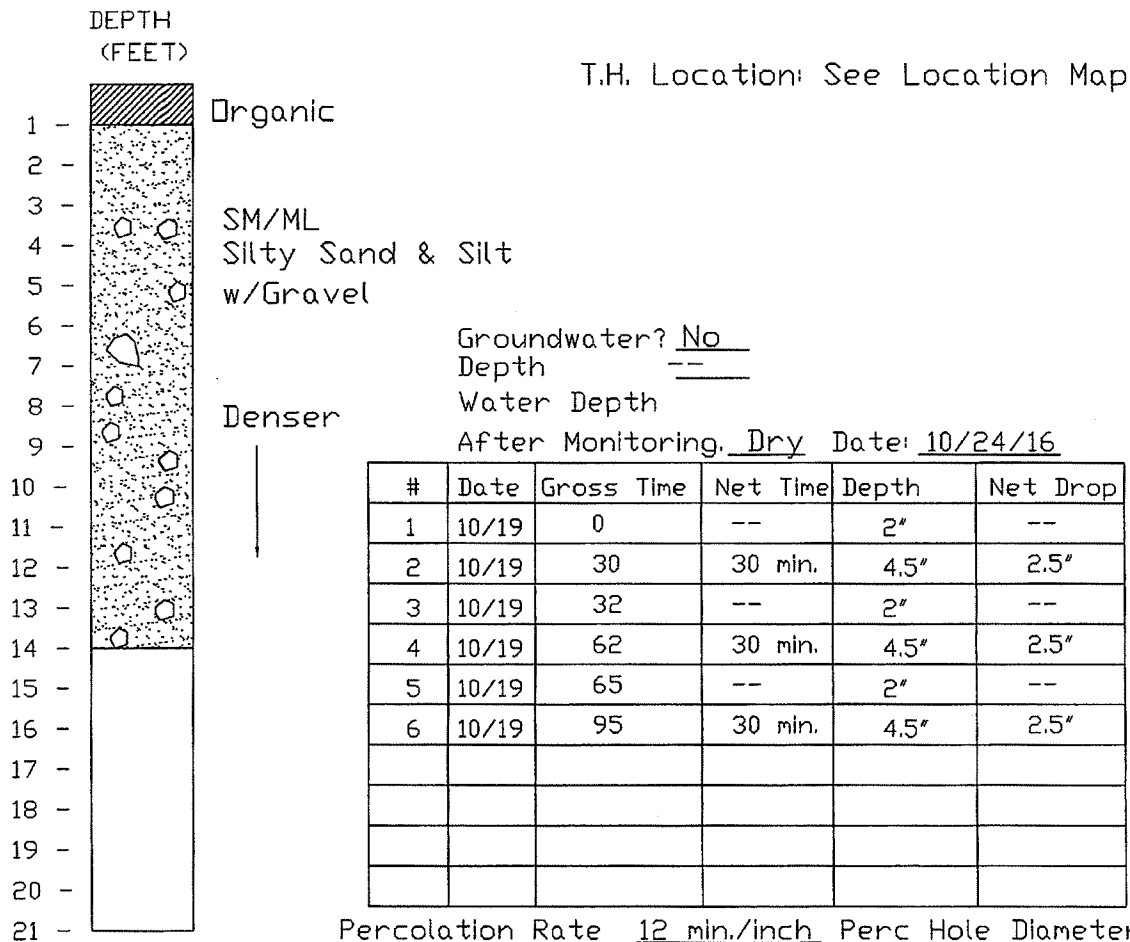 DEPTH
(FEET)
T.H. Location: See Location Map
Organic
1 -
2 -
3 -
SM/ML
4 -
Silty Sand & Silt
5 -
w/Gravel
6 -
Groundwater? No
7 -
Depth --
8 -
Water Depth
Denser
9 -
After Monitoring. Dry Date: 10/24/16
10 -
# Date Gross Time Net Time Depth Net Drop
11 -
1 10/19 0 -- 2" --
12 -
2 10/19 30 30 min. 4.5" 2.5"
13 -
3 10/19 32 -- 2" --
14 -
4 10/19 62 30 min. 4.5" 2.5"
15 -
5 10/19 65 -- 2" --
16 -
6 10/19 95 30 min. 4.5" 2.5"
17 -
18 -
19 -
20 -
21 -
Percolation Rate 12 min./inch Perc Hole Diameter